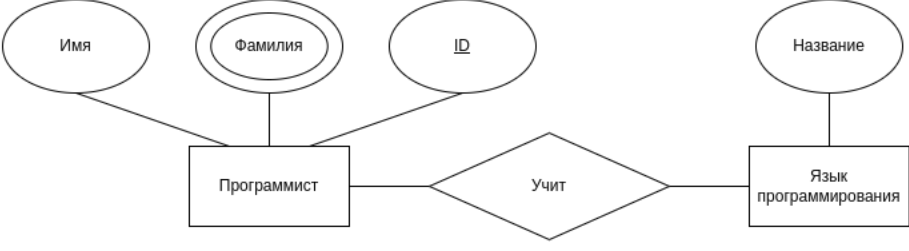 Имя
Фамилия
ID
Название
Программист
Учит
Язык
программирования